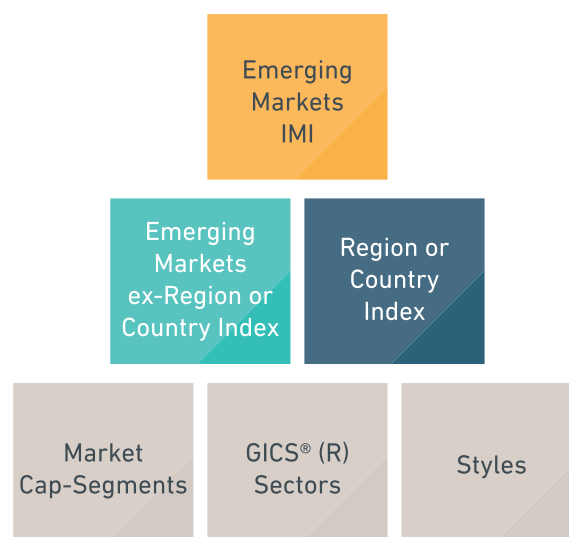 Emerging
Markets
IMI
Emerging
Markets
ex-Region or
Country Index
Region or
Country
Index
Market
Cap-Segments
GICS® (R)
Sectors
Styles